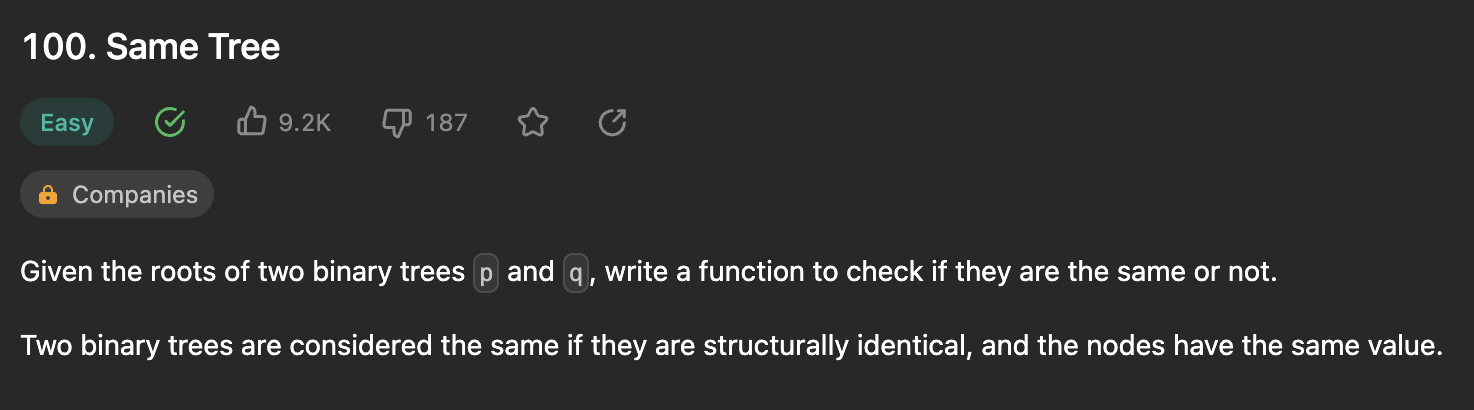 100. Same Tree
Easy 9.2K 187
Companies
Given the roots of two binary trees p and q, write a function to check if they are the same or not.
Two binary trees are considered the same if they are structurally identical, and the nodes have the same value.